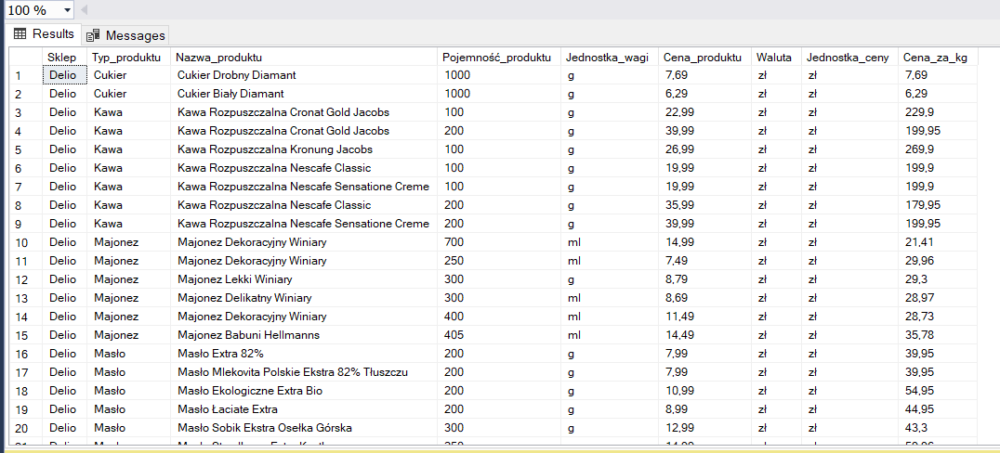 100 %
Results Messages
Sklep Typ_produktu Nazwa_produktu Pojemność_produktu Jednostka_wagi Cena_produktu Waluta Jednostka_ceny Cena_za_kg
1 Delio Cukier Cukier Drobny Diamant 1000 g 7,69 zł zł 7,69
2 Delio Cukier Cukier Biały Diamant 1000 g 6,29 zł zł 6,29
3 Delio Kawa Kawa Rozpuszczalna Cronat Gold Jacobs 100 g 22,99 zł zł 229,9
4 Delio Kawa Kawa Rozpuszczalna Cronat Gold Jacobs 200 g 39,99 zł zł 199,95
5 Delio Kawa Kawa Rozpuszczalna Kronung Jacobs 100 g 26,99 zł zł 269,9
6 Delio Kawa Kawa Rozpuszczalna Nescafe Classic 100 g 19,99 zł zł 199,9
7 Delio Kawa Kawa Rozpuszczalna Nescafe Sensatione Creme 100 g 19,99 zł zł 199,9
8 Delio Kawa Kawa Rozpuszczalna Nescafe Classic 200 g 35,99 zł zł 179,95
9 Delio Kawa Kawa Rozpuszczalna Nescafe Sensatione Creme 200 g 39,99 zł zł 199,95
10 Delio Majonez Majonez Dekoracyjny Winiary 700 ml 14,99 zł zł 21,41
11 Delio Majonez Majonez Dekoracyjny Winiary 250 ml 7,49 zł zł 29,96
12 Delio Majonez Majonez Lekki Winiary 300 g 8,79 zł zł 29,3
13 Delio Majonez Majonez Delikatny Winiary 300 ml 8,69 zł zł 28,97
14 Delio Majonez Majonez Dekoracyjny Winiary 400 ml 11,49 zł zł 28,73
15 Delio Majonez Majonez Babuni Hellmanns 405 ml 14,49 zł zł 35,78
16 Delio Masło Masło Extra 82% 200 g 7,99 zł zł 39,95
17 Delio Masło Masło Mlekovita Polskie Ekstra 82% Tłuszczu 200 g 7,99 zł zł 39,95
18 Delio Masło Masło Ekologiczne Extra Bio 200 g 10,99 zł zł 54,95
19 Delio Masło Masło Łaciate Extra 200 g 8,99 zł zł 44,95
20 Delio Masło Masło Sobik Ekstra Osełka Górska 300 g 12,99 zł zł 43,3